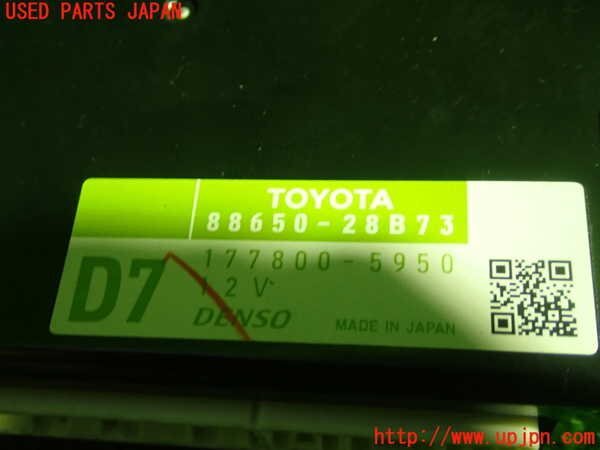 USED PARTS JAPAN
TOYOTA
88650-28B73
D7
177800-5950
12V
DENSO
MADE IN JAPAN
http://www.upjpn.com/